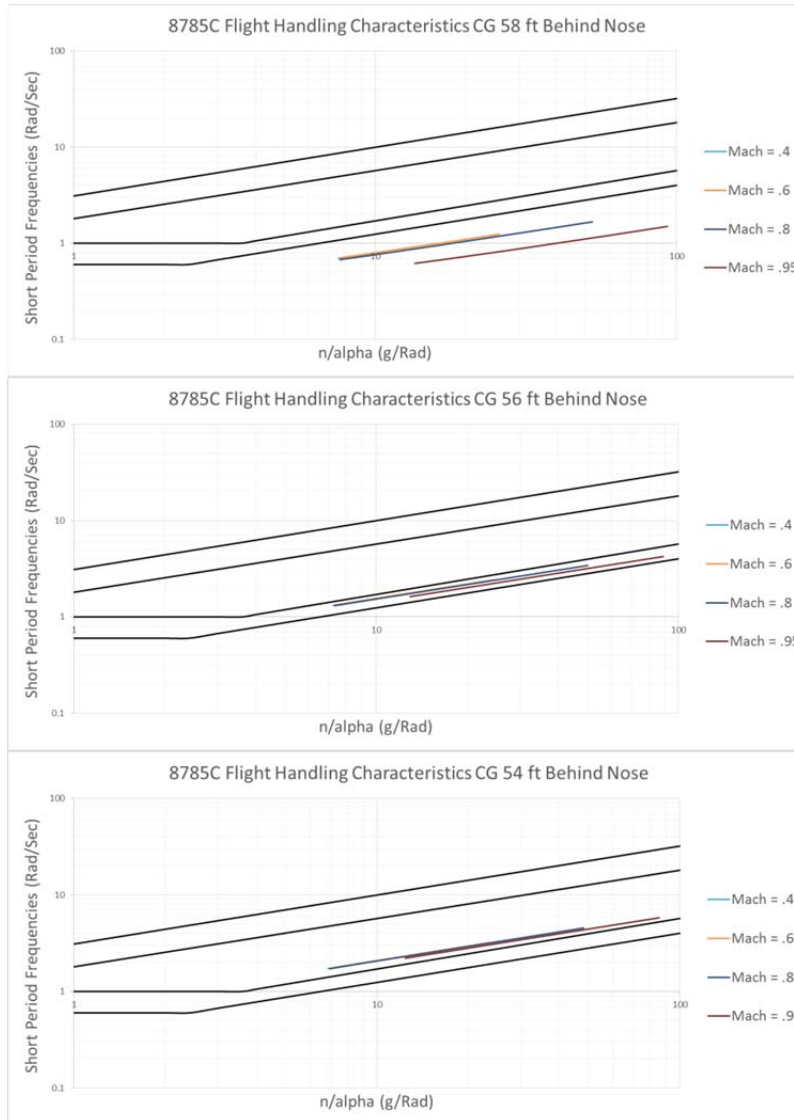 8785C Flight Handling Characteristics CG 58 ft Behind Nose
Short Period Frequencies (Rad/Sec)
100
10
1
0.1
1
10
100
n/alpha (g/Rad)
Mach = .4
Mach = .6
Mach = .8
Mach = .95
8785C Flight Handling Characteristics CG 56 ft Behind Nose
Short Period Frequencies (Rad/Sec)
100
10
1
0.1
1
10
100
n/alpha (g/Rad)
Mach = .4
Mach = .6
Mach = .8
Mach = .95
8785C Flight Handling Characteristics CG 54 ft Behind Nose
Short Period Frequencies (Rad/Sec)
100
10
1
0.1
1
10
100
n/alpha (g/Rad)
Mach = .4
Mach = .6
Mach = .8
Mach = .9